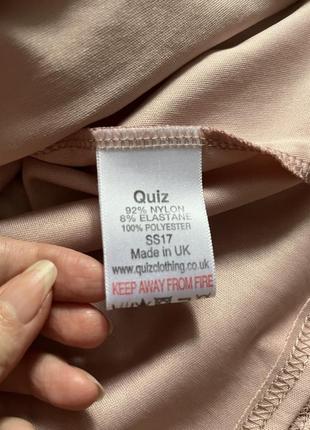 Quiz
92% NYLON
8% ELASTANE
100% POLYESTER
SS17
Made in UK
www.quizclothing.co.uk
KEEP AWAY FROM FIRE